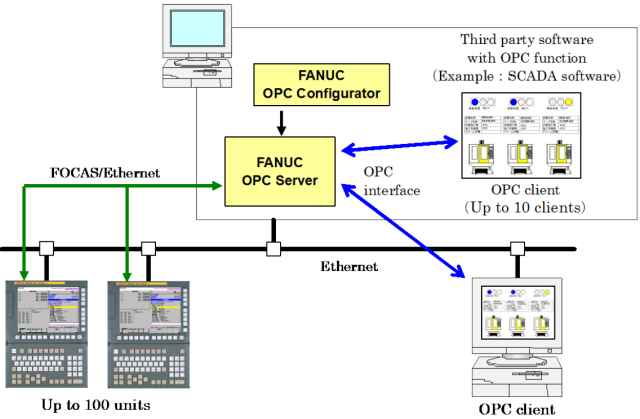 Third party software
with OPC function
(Example : SCADA software)
FANUC
OPC Configurator
FANUC
OPC Server
FOCAS/Ethernet
OPC
interface
OPC client
(Up to 10 clients)
Ethernet
Up to 100 units
OPC client